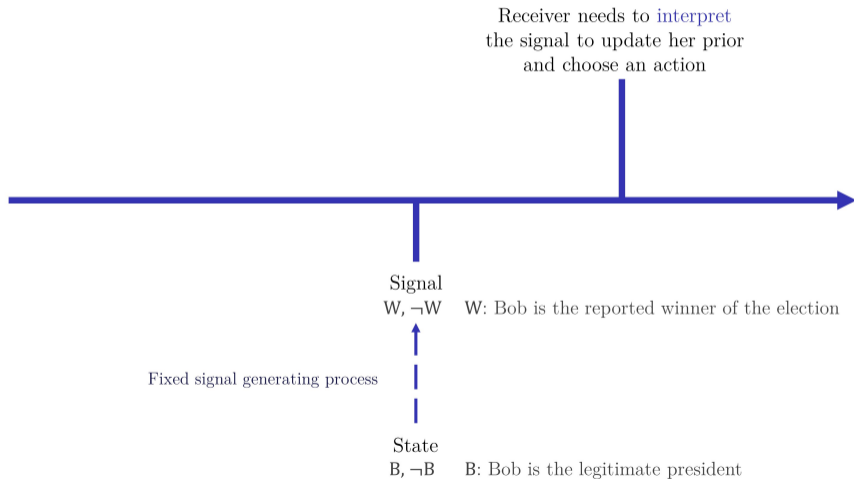 Receiver needs to interpret
the signal to update her prior
and choose an action
Signal
W, ¬W W: Bob is the reported winner of the election
Fixed signal generating process
State
B, ¬B B: Bob is the legitimate president